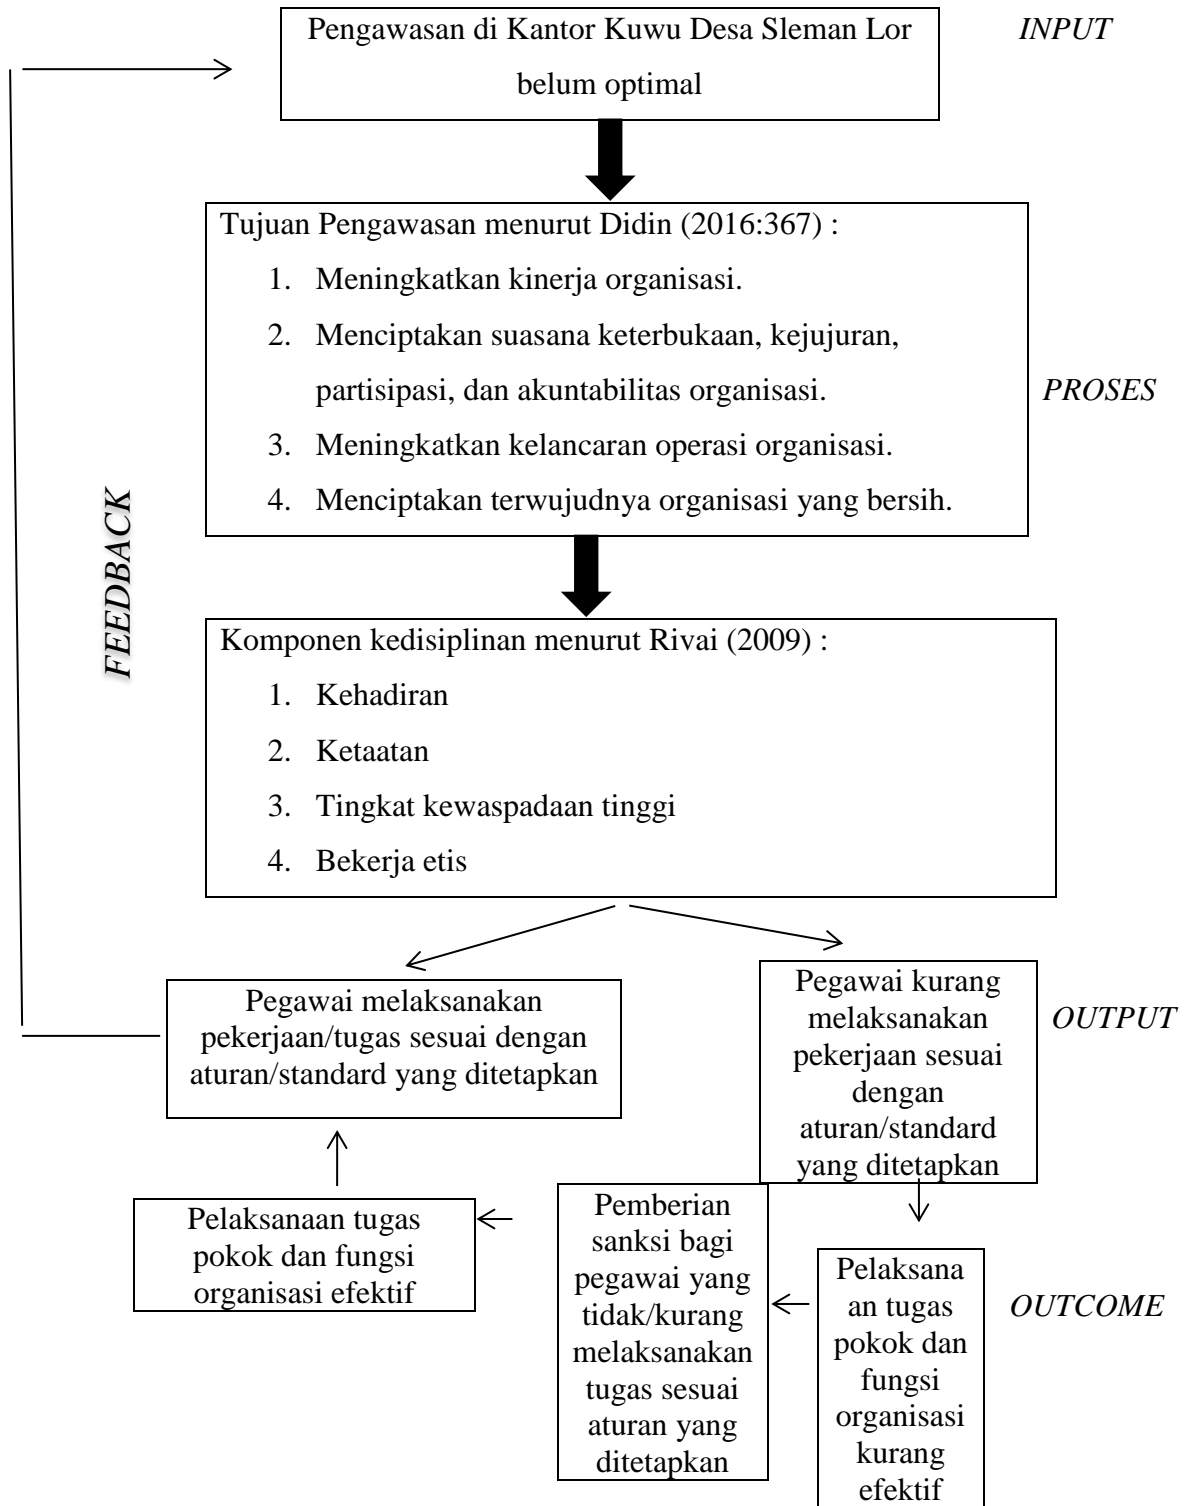 Pengawasan di Kantor Kuwu Desa Sleman Lor
belum optimal
INPUT
Tujuan Pengawasan menurut Didin (2016:367) :
1. Meningkatkan kinerja organisasi.
2. Menciptakan suasana keterbukaan, kejujuran,
partisipasi, dan akuntabilitas organisasi.
3. Meningkatkan kelancaran operasi organisasi.
4. Menciptakan terwujudnya organisasi yang bersih.
PROSES
FEEDBACK
Komponen kedisiplinan menurut Rivai (2009) :
1. Kehadiran
2. Ketaatan
3. Tingkat kewaspadaan tinggi
4. Bekerja etis
Pegawai melaksanakan
pekerjaan/tugas sesuai dengan
aturan/standard yang ditetapkan
Pegawai kurang
melaksanakan
pekerjaan sesuai
dengan
aturan/standard
yang ditetapkan
OUTPUT
Pelaksanaan tugas
pokok dan fungsi
organisasi efektif
Pemberian
sanksi bagi
pegawai yang
tidak/kurang
melaksanakan
tugas sesuai
aturan yang
ditetapkan
Pelaksana
an tugas
pokok dan
fungsi
organisasi
kurang
efektif
OUTCOME